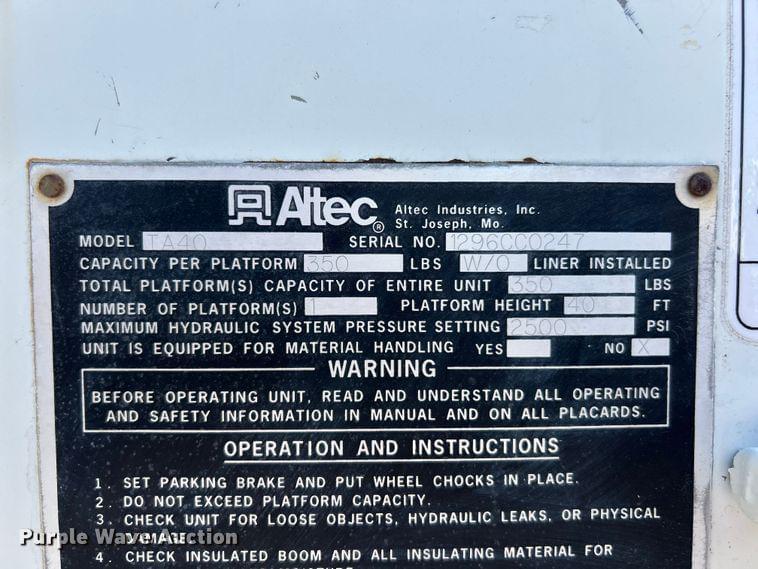 Altec® Altec Industries, Inc.
St. Joseph, Mo.
MODEL TA40 SERIAL NO. 1296CC0247
CAPACITY PER PLATFORM 350 LBS W/O LINER INSTALLED
TOTAL PLATFORM(S) CAPACITY OF ENTIRE UNIT 350 LBS
NUMBER OF PLATFORM(S) 1 PLATFORM HEIGHT 40 FT
MAXIMUM HYDRAULIC SYSTEM PRESSURE SETTING 2500 PSI
UNIT IS EQUIPPED FOR MATERIAL HANDLING YES NO X
WARNING
BEFORE OPERATING UNIT, READ AND UNDERSTAND ALL OPERATING
AND SAFETY INFORMATION IN MANUAL AND ON ALL PLACARDS.
OPERATION AND INSTRUCTIONS
1. SET PARKING BRAKE AND PUT WHEEL CHOCKS IN PLACE.
2. DO NOT EXCEED PLATFORM CAPACITY.
3. CHECK UNIT FOR LOOSE OBJECTS, HYDRAULIC LEAKS, OR PHYSICAL
DAMAGE.
Purple Wave Auction
4. CHECK INSULATED BOOM AND ALL INSULATING MATERIAL FOR